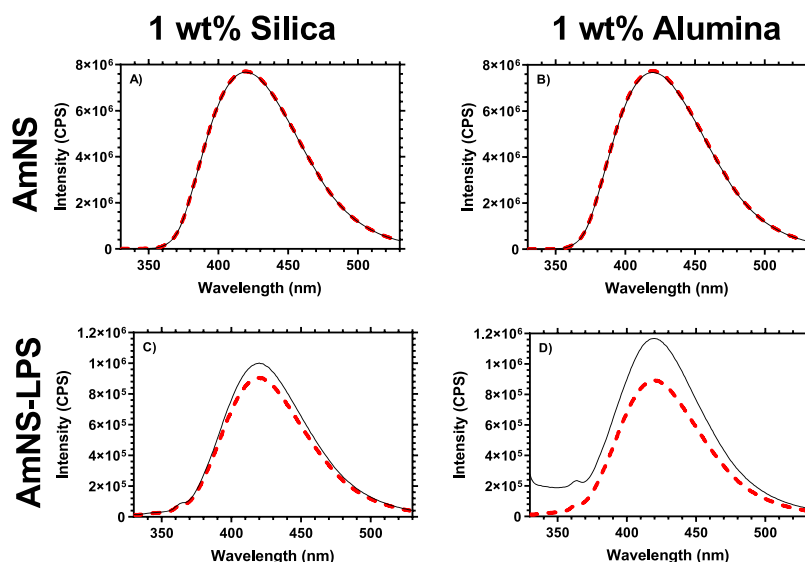 1 wt% Silica
1 wt% Alumina
AmNS
A)
Intensity (CPS)
8×10⁶
6×10⁶
4×10⁶
2×10⁶
0
350
400
450
500
Wavelength (nm)
B)
Intensity (CPS)
8×10⁶
6×10⁶
4×10⁶
2×10⁶
0
350
400
450
500
Wavelength (nm)
AmNS-LPS
C)
Intensity (CPS)
1.2×10⁶
1×10⁶
8×10⁵
6×10⁵
4×10⁵
2×10⁵
0
350
400
450
500
Wavelength (nm)
D)
Intensity (CPS)
1.2×10⁶
1×10⁶
8×10⁵
6×10⁵
4×10⁵
2×10⁵
0
350
400
450
500
Wavelength (nm)